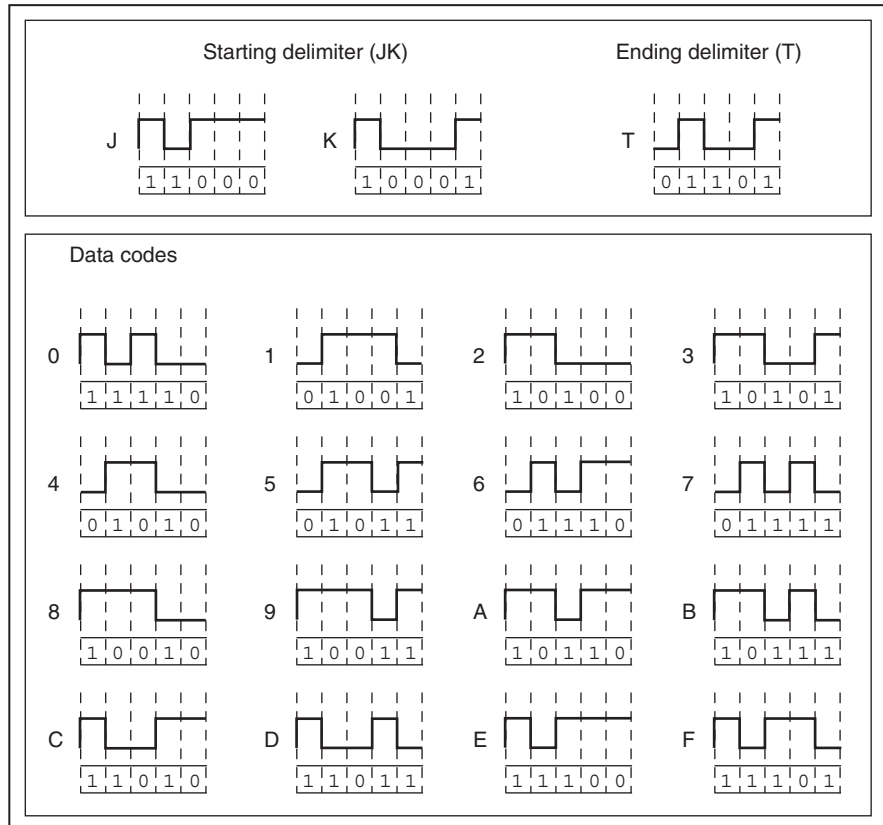 Starting delimiter (JK) Ending delimiter (T)
J K T
1 1 0 0 0 1 0 0 0 1 0 1 1 0 1
Data codes
0 1 2 3
1 1 1 1 0 0 1 0 0 1 1 0 1 0 0 1 0 1 0 1
4 5 6 7
0 1 0 1 0 0 1 0 1 1 0 1 1 1 0 0 1 1 1 1
8 9 A B
1 0 0 1 0 1 0 0 1 1 1 0 1 1 0 1 0 1 1 1
C D E F
1 1 0 1 0 1 1 0 1 1 1 1 1 0 0 1 1 1 0 1